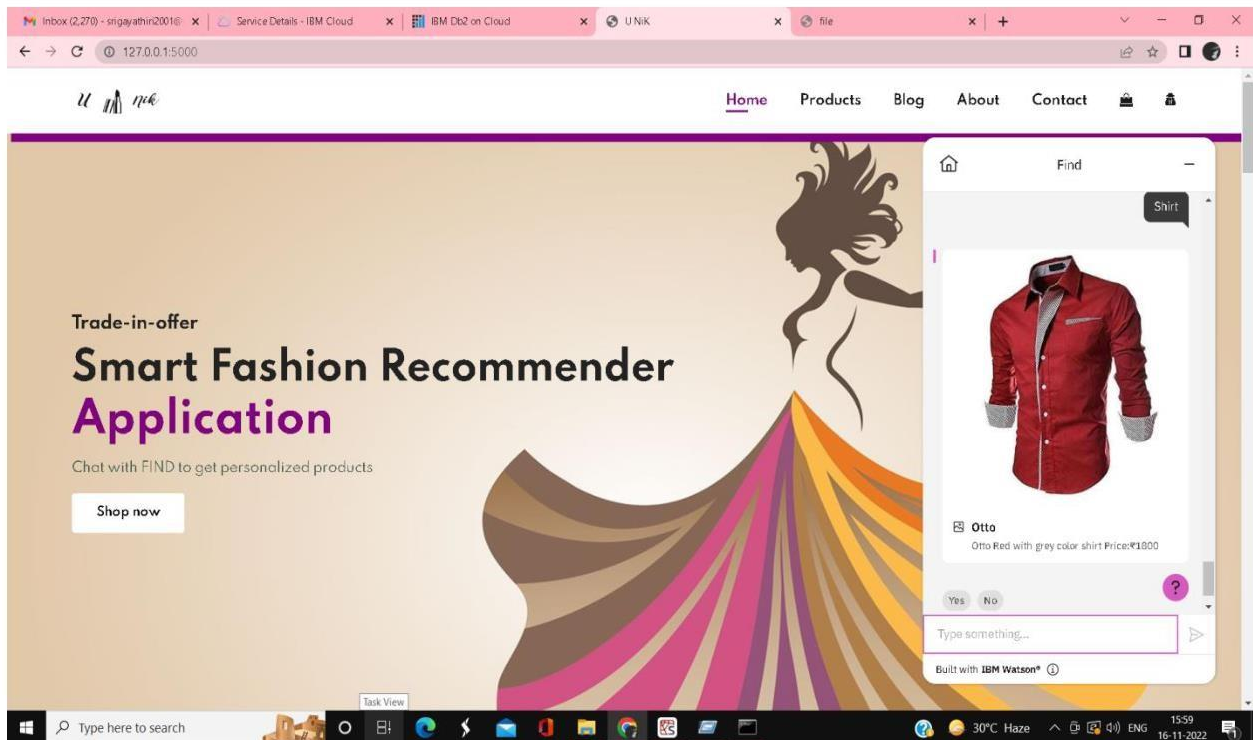 Inbox (2,270) - srigayathiri2001@
Service Details - IBM Cloud
IBM Db2 on Cloud
U NiK
file
127.0.0.1:5000
U nik
Home Products Blog About Contact
Find
Shirt
Trade-in-offer
Smart Fashion Recommender
Application
Chat with FIND to get personalized products
Shop now
Otto
Otto Red with grey color shirt Price:₹1800
?
Yes No
Type something...
Built with IBM Watson®
Task View
Type here to search
30°C Haze
ENG
15:59
16-11-2022